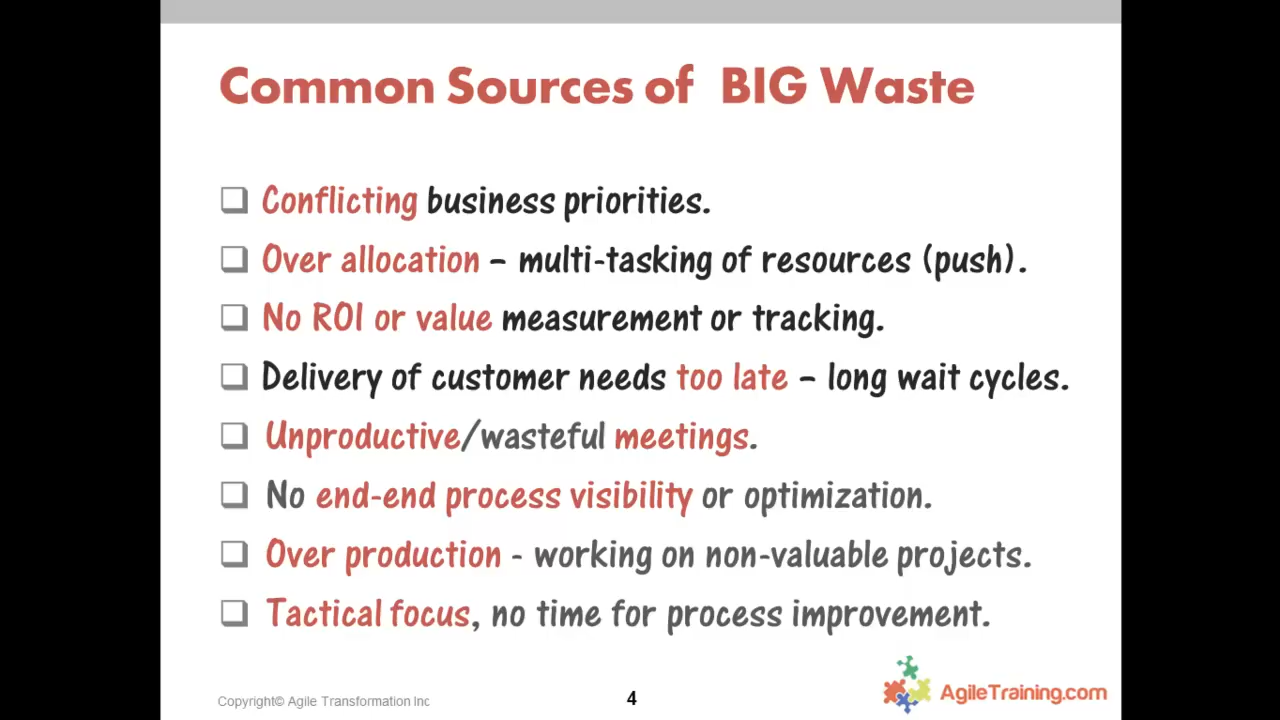 Common Sources of BIG Waste
Conflicting business priorities.
Over allocation – multi-tasking of resources (push).
No ROI or value measurement or tracking.
Delivery of customer needs too late – long wait cycles.
Unproductive/wasteful meetings.
No end-end process visibility or optimization.
Over production - working on non-valuable projects.
Tactical focus, no time for process improvement.
Copyright© Agile Transformation Inc
4
AgileTraining.com